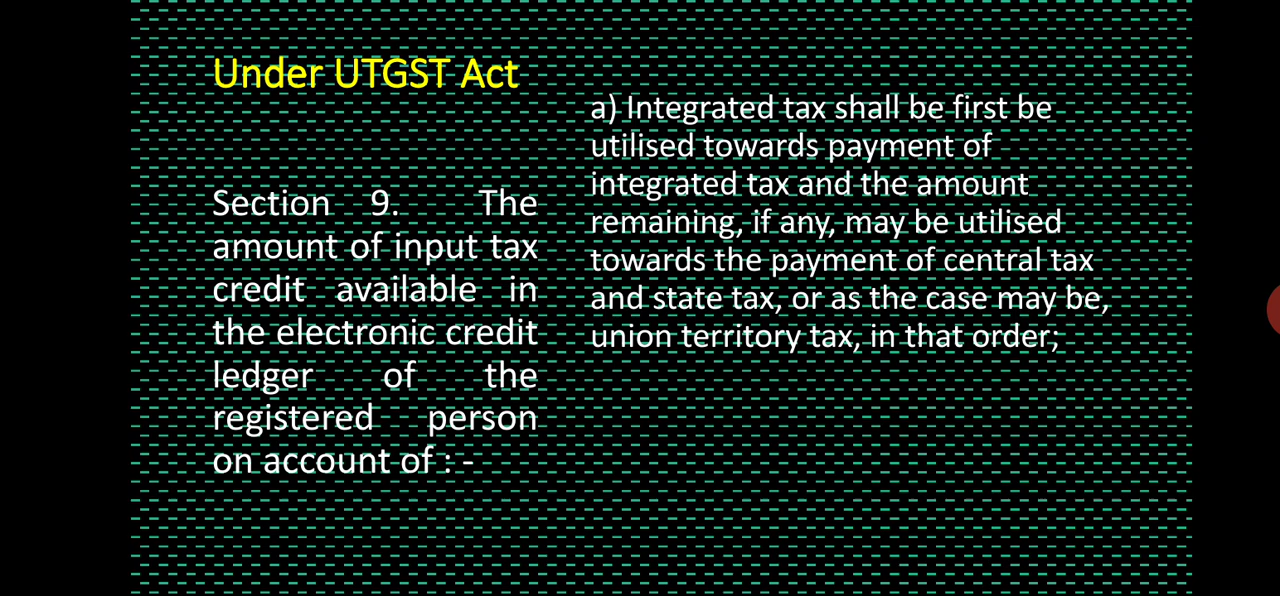 Under UTGST Act
Section 9. The
amount of input tax
credit available in
the electronic credit
ledger of the
registered person
on account of : -
a) Integrated tax shall be first be
utilised towards payment of
integrated tax and the amount
remaining, if any, may be utilised
towards the payment of central tax
and state tax, or as the case may be,
union territory tax, in that order;